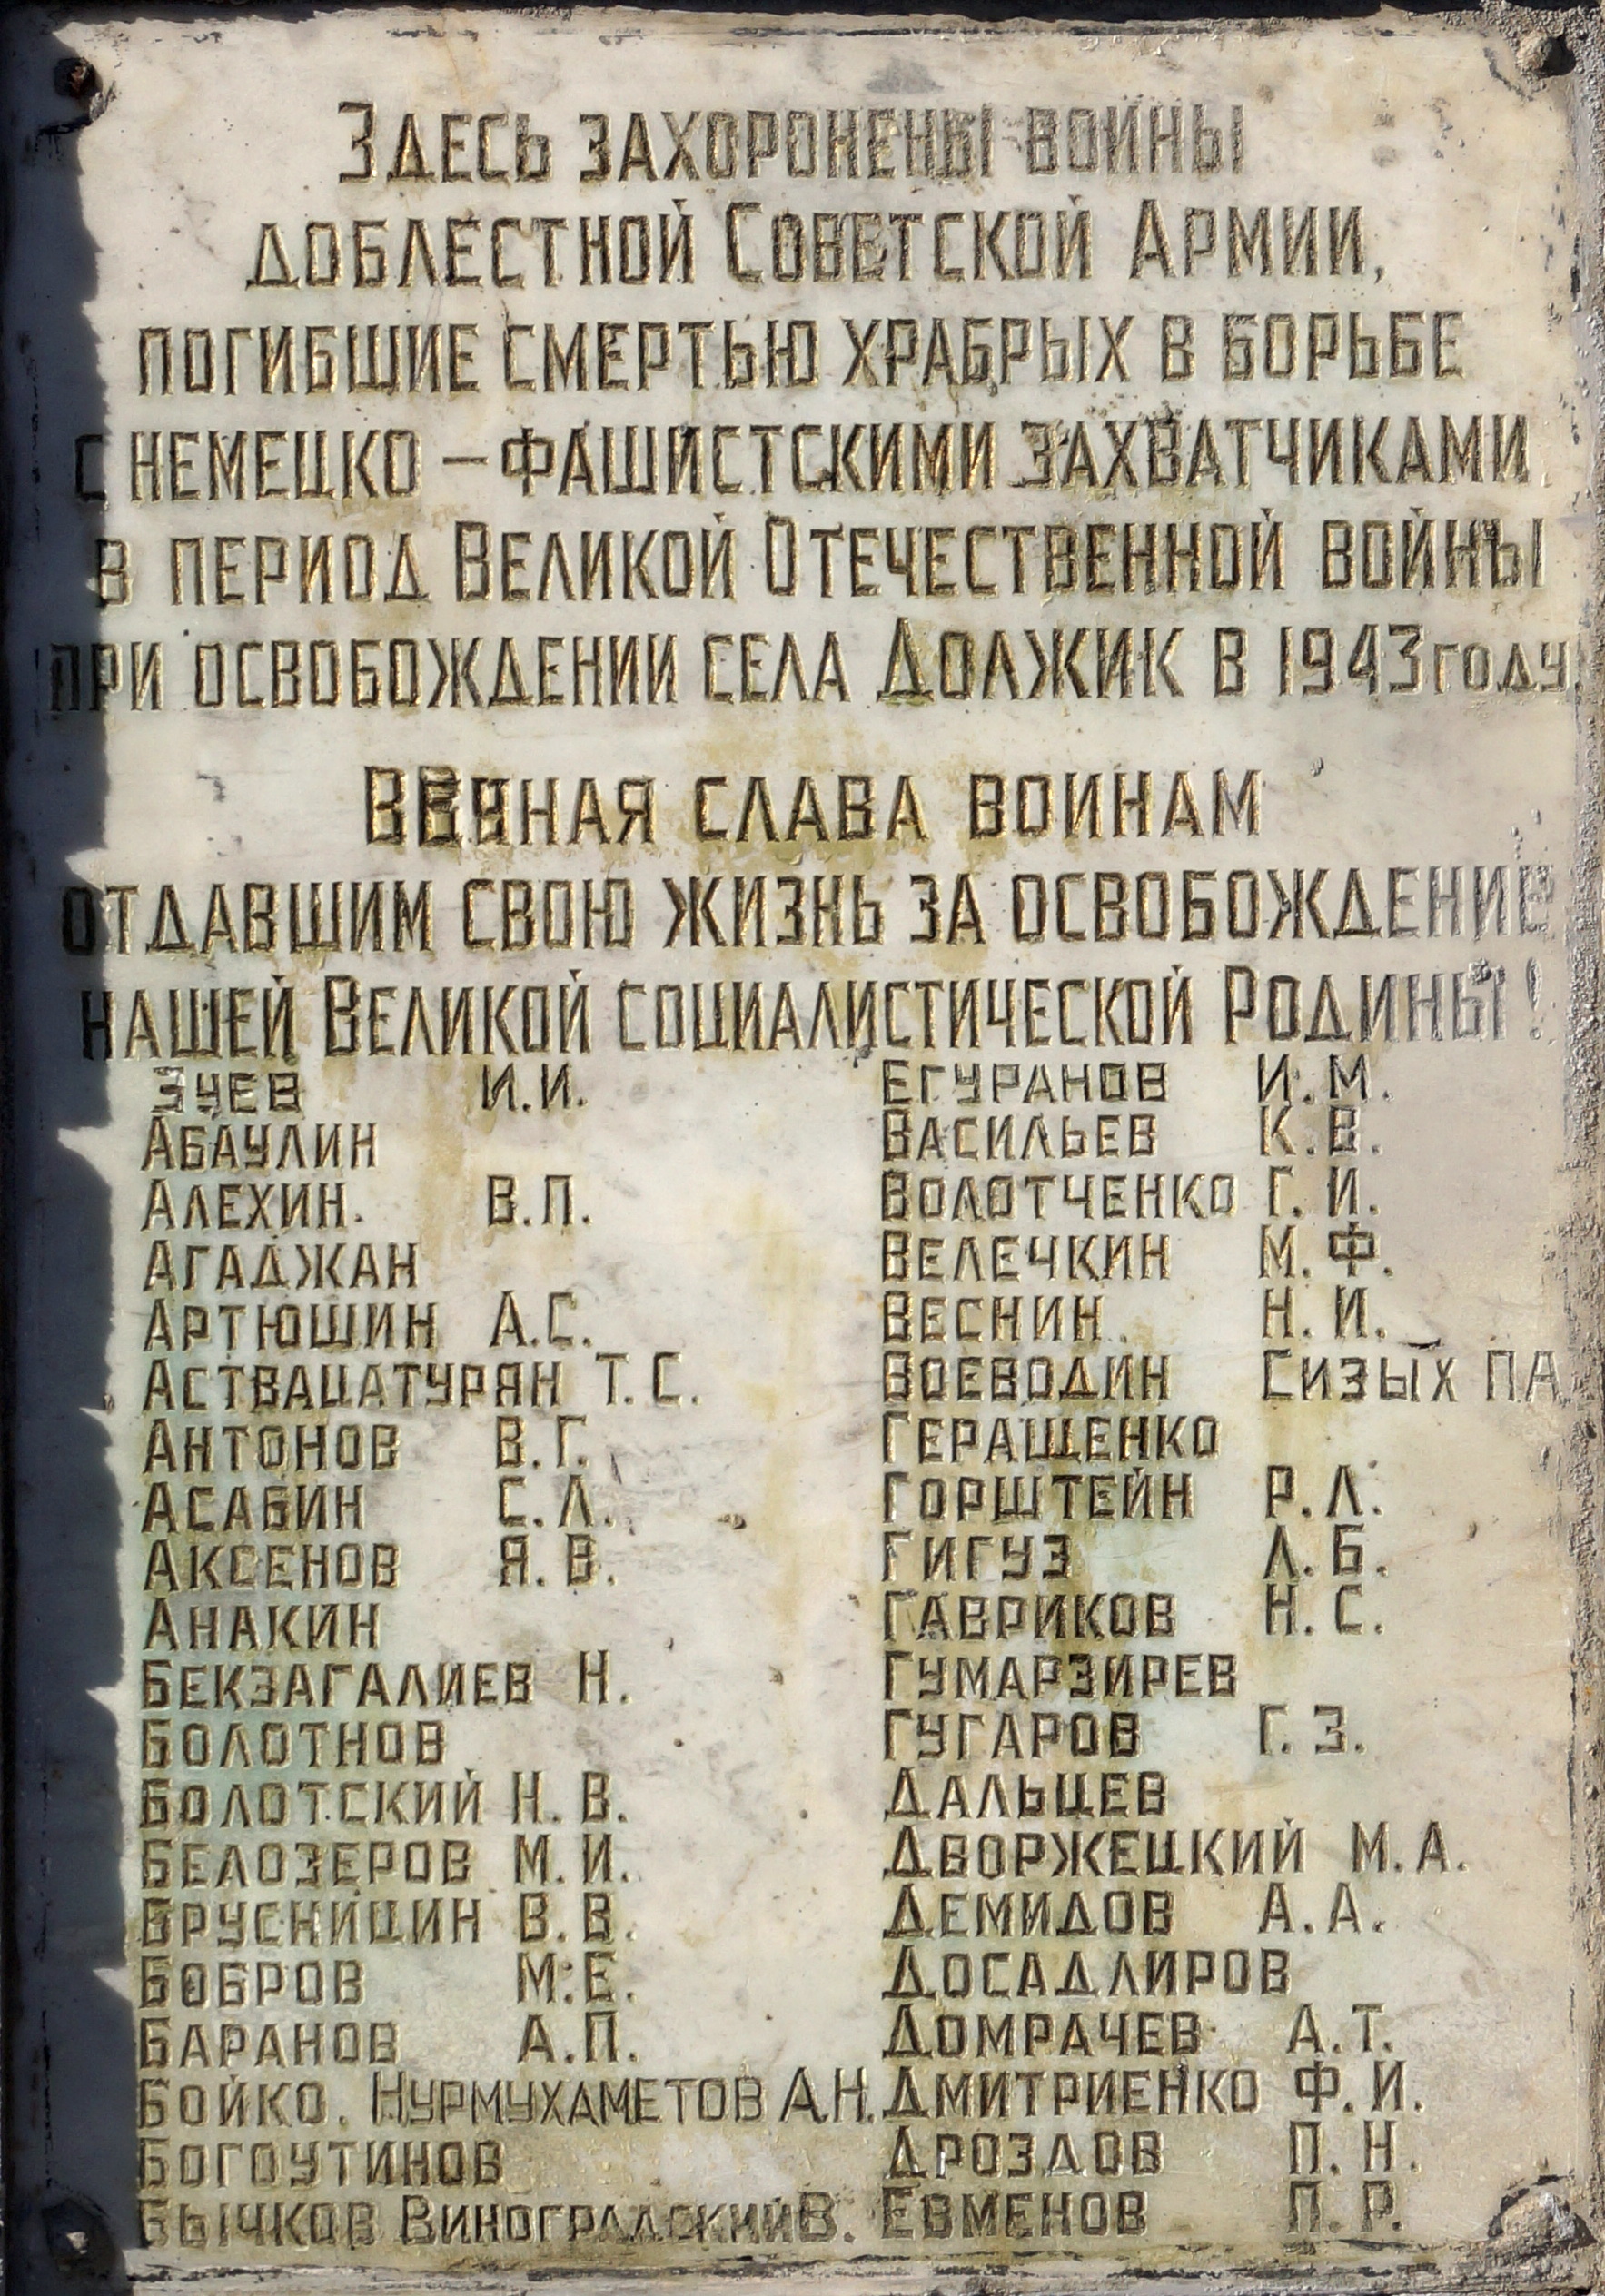 Здесь захоронены воины
доблестной Советской Армии,
погибшие смертью храбрых в борьбе
с немецко – фашистскими захватчиками
в период Великой Отечественной войны
при освобождении села Должик в 1943 году.
Вечная слава воинам
отдавшим свою жизнь за освобождение
нашей Великой социалистической Родины!
Зуев И.И.
Абаулин
Алехин. В.П.
Агаджан
Артюшин А.С.
Аствацатурян Т.С.
Антонов В.Г.
Асабин С.Л.
Аксенов Я.В.
Анакин
Бекзагалиев Н.
Болотнов
Болотский Н.В.
Белозеров М.И.
Брусницин В.В.
Бобров М.Е.
Баранов А.П.
Бойко. Нурмухаметов А.Н.
Богоутинов
Бычков Виноградский В.
Егуранов И.М.
Васильев К.В.
Волотченко Г.И.
Велечкин М.Ф.
Веснин. Н.И.
Воеводин Сизых П А.
Геращенко
Горштейн Р.Л.
Гигуз Л.Б.
Гавриков Н.С.
Гумарзирев
Гугаров Г.З.
Дальцев
Дворжецкий М.А.
Демидов А.А.
Досадлиров
Домрачев А.Т.
Дмитриенко Ф.И.
Дроздов П.Н.
Евменов П.Р.